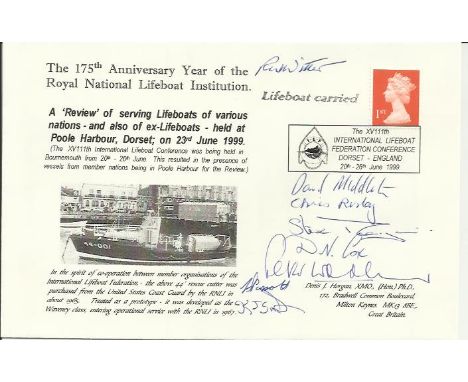 The 175th Anniversary Year of the
Royal National Lifeboat Institution.
Lifeboat carried
1ST
A 'Review' of serving Lifeboats of various
nations - and also of ex-Lifeboats - held at
Poole Harbour, Dorset; on 23rd June 1999.
(The XV111th International Lifeboat Conference was being held in
Bournemouth from 20th - 26th June. This resulted in the presence of
vessels from member nations being in Poole Harbour for the Review.)
The XV111th
INTERNATIONAL LIFEBOAT
FEDERATION CONFERENCE
DORSET - ENGLAND
20th - 26th June 1999
David Middleton
Chris
Steve
D.N. Cox
44-001
In the spirit of co-operation between member organisations of the
International Lifeboat Federation - the above 44' rescue cutter was
purchased from the United States Coast Guard by the RNLI in
about 1965. Treated as a prototype - it was developed as the
Waveney class, entering operational service with the RNLI in 1967.
Denis J. Horgan, XMO, (Hon.) Ph.D.,
172, Bradwell Common Boulevard,
Milton Keynes. MK13 8BE,
Great Britain.